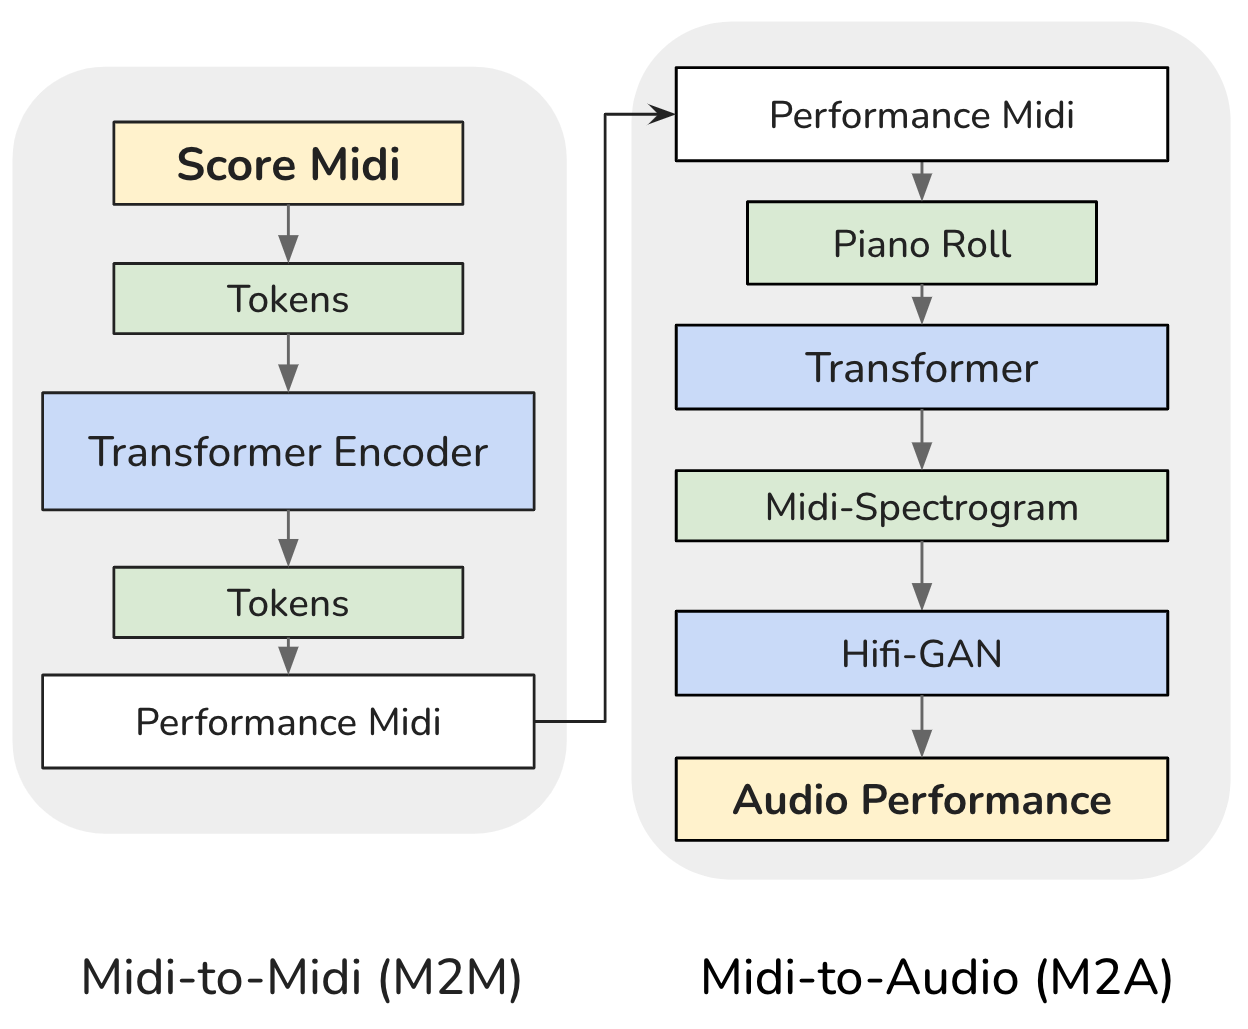 Score Midi
Tokens
Transformer Encoder
Tokens
Performance Midi
Midi-to-Midi (M2M)
Performance Midi
Piano Roll
Transformer
Midi-Spectrogram
Hifi-GAN
Audio Performance
Midi-to-Audio (M2A)